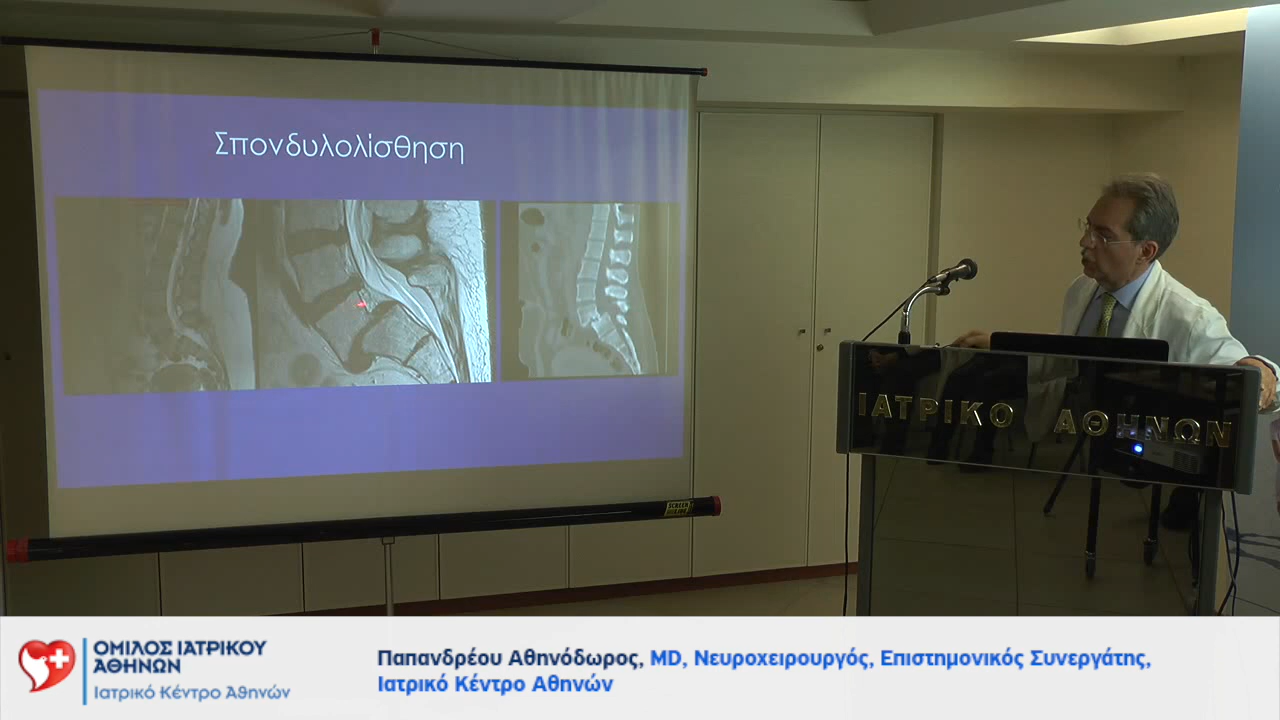 Σπονδυλολίσθηση
ΙΑΤΡΙΚΟ ΑΘΗΝΩΝ
ΟΜΙΛΟΣ ΙΑΤΡΙΚΟΥ
ΑΘΗΝΩΝ
Ιατρικό Κέντρο Αθηνών
Παπανδρέου Αθηνόδωρος, MD, Νευροχειρουργός, Επιστημονικός Συνεργάτης,
Ιατρικό Κέντρο Αθηνών